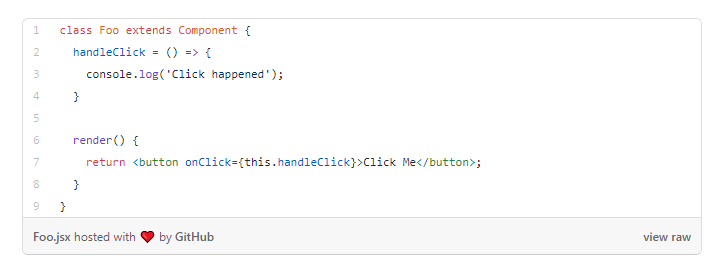 1 class Foo extends Component {
2   handleClick = () => {
3     console.log('Click happened');
4   }
5
6   render() {
7     return <button onClick={this.handleClick}>Click Me</button>;
8   }
9 }
Foo.jsx hosted with ❤ by GitHub view raw